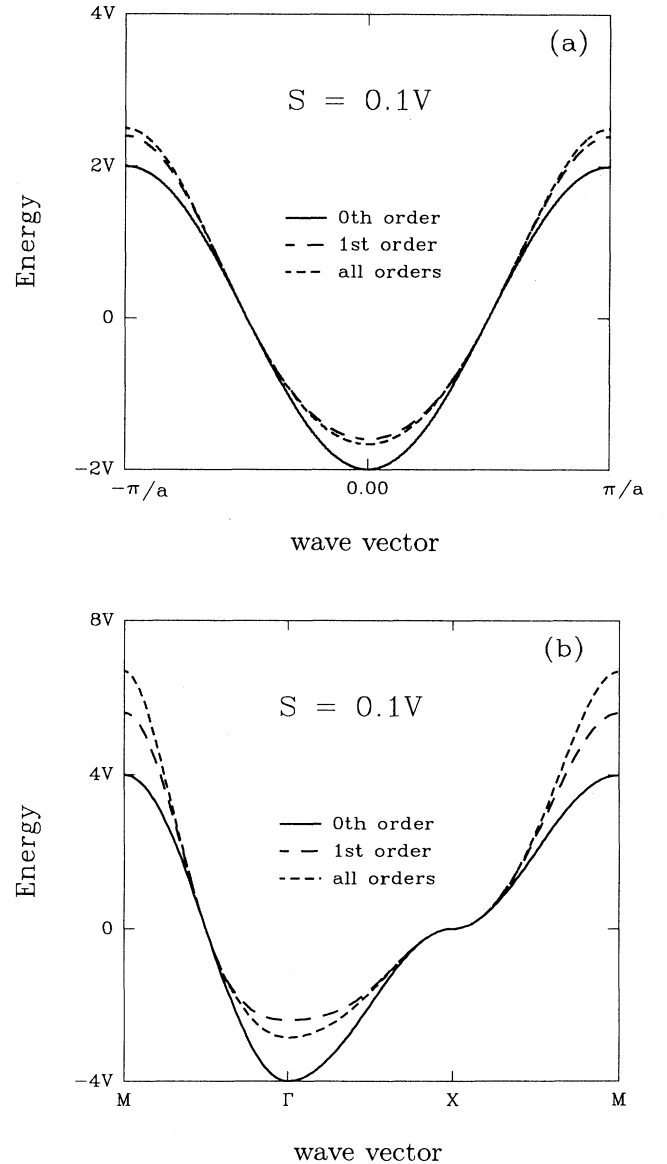 4V
(a)
S = 0.1V
2V
0th order
1st order
all orders
Energy
0
-2V
-π/a
0.00
π/a
wave vector
8V
(b)
S = 0.1V
4V
0th order
1st order
all orders
Energy
0
-4V
M
Γ
X
M
wave vector